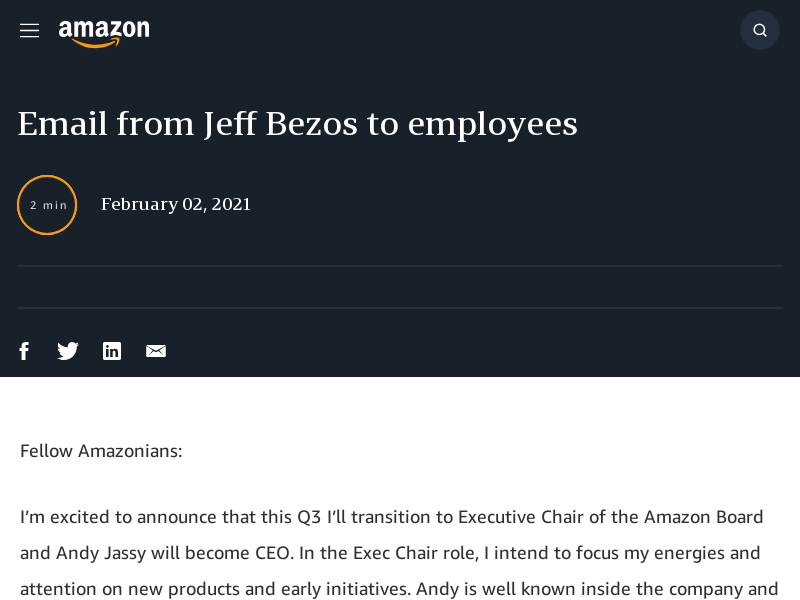 amazon
Email from Jeff Bezos to employees
2 min
February 02, 2021
Fellow Amazonians:
I’m excited to announce that this Q3 I’ll transition to Executive Chair of the Amazon Board
and Andy Jassy will become CEO. In the Exec Chair role, I intend to focus my energies and
attention on new products and early initiatives. Andy is well known inside the company and